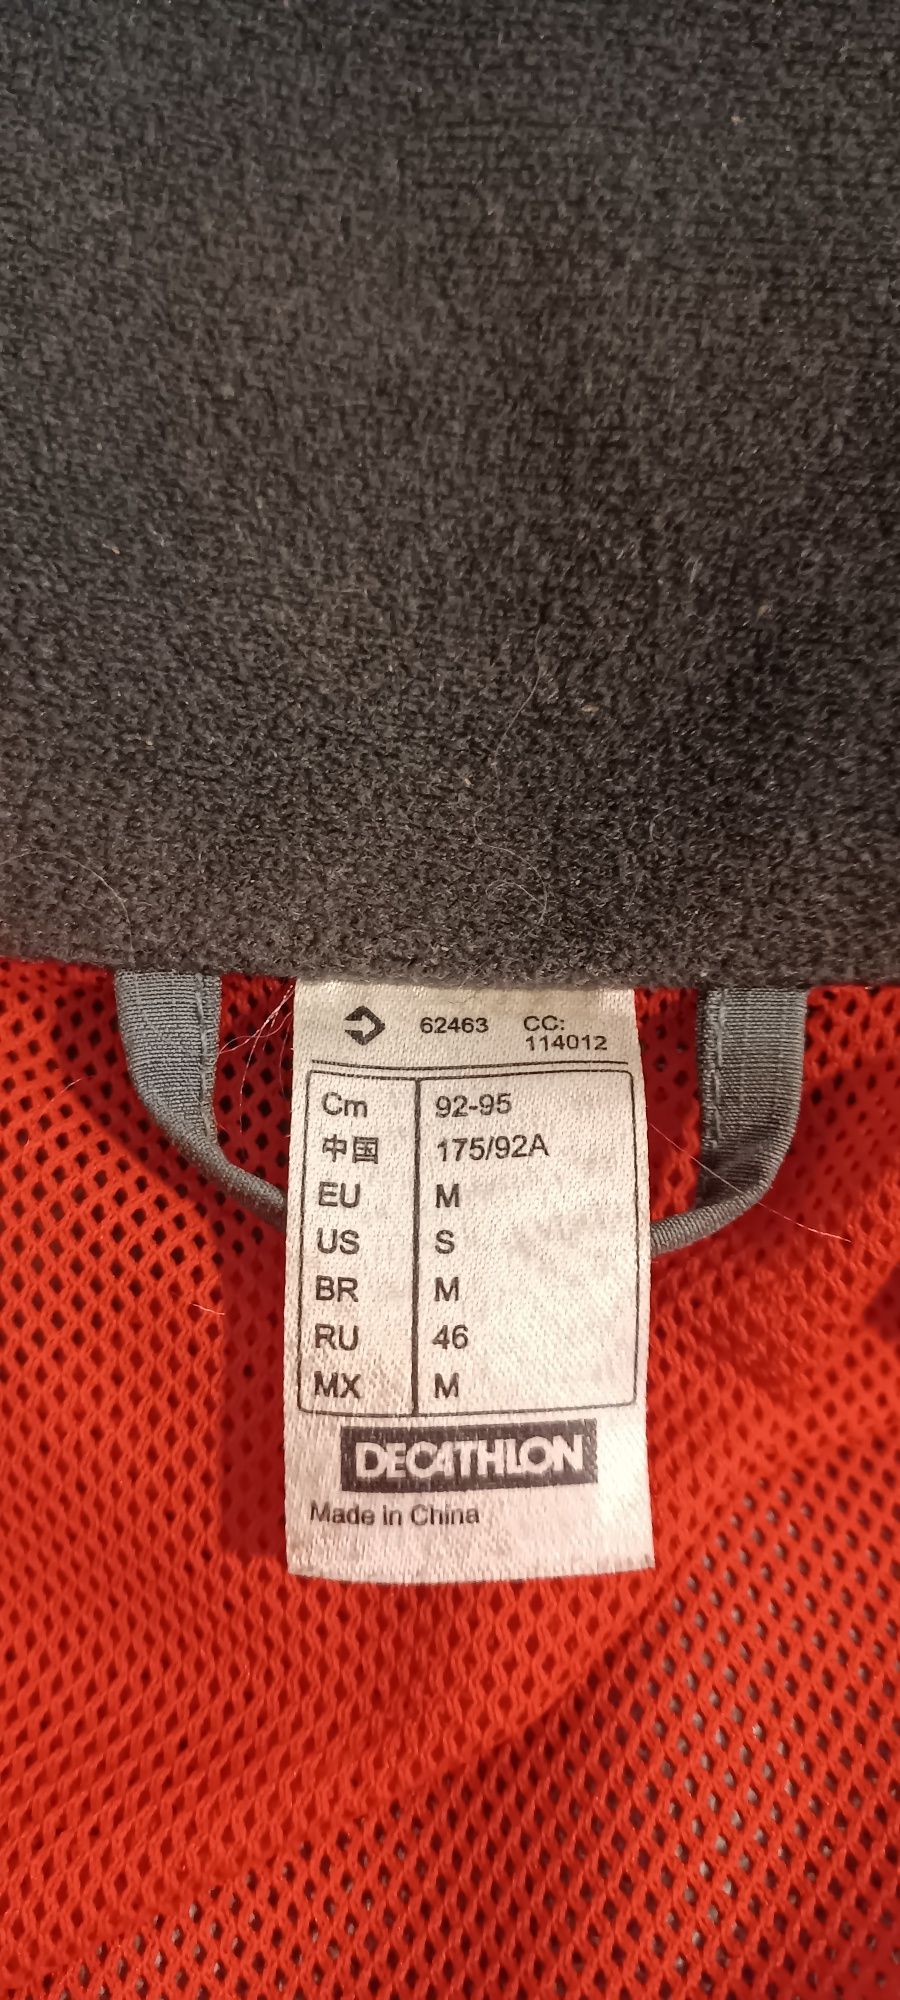 62463 CC:
114012
Cm 92-95
中国 175/92A
EU M
US S
BR M
RU 46
MX M
DECATHLON
Made in China